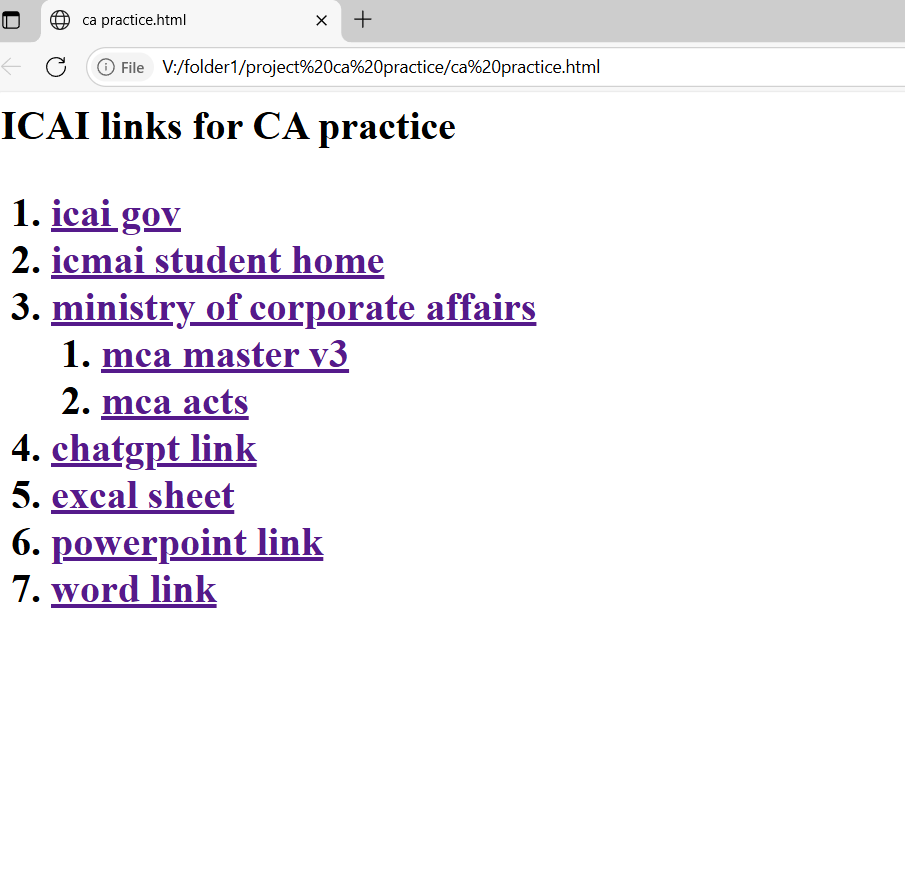 ca practice.html
File V:/folder1/project%20ca%20practice/ca%20practice.html
ICAI links for CA practice
1. icai gov
2. icmai student home
3. ministry of corporate affairs
1. mca master v3
2. mca acts
4. chatgpt link
5. excal sheet
6. powerpoint link
7. word link